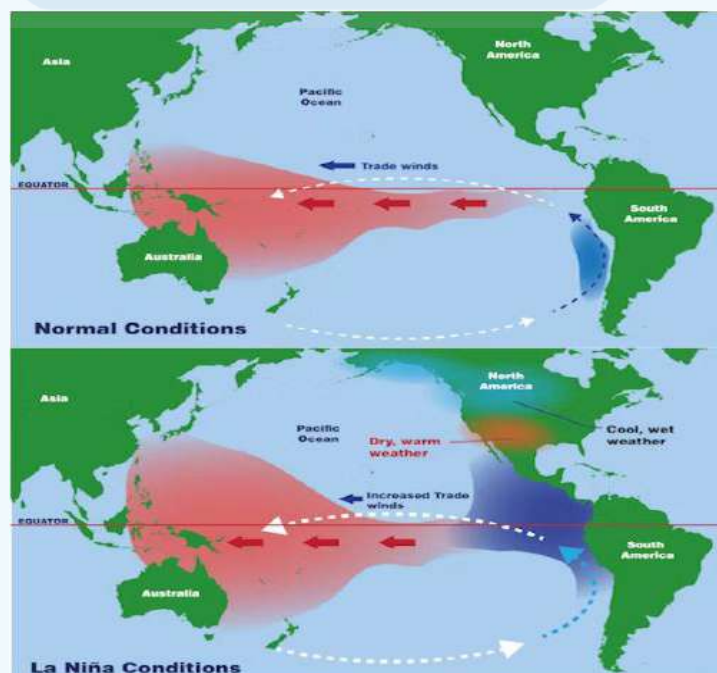 North
America
Asia
Pacific
Ocean
Trade winds
EQUATOR
South
America
Australia
Normal Conditions
North
America
Asia
Pacific
Ocean
Dry, warm
weather
Cool, wet
weather
Increased Trade
winds
EQUATOR
South
America
Australia
La Niña Conditions